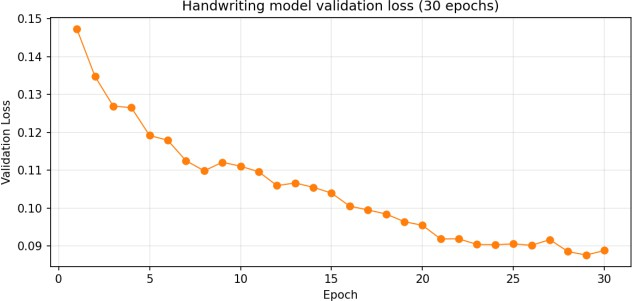 Handwriting model validation loss (30 epochs)
0.15
0.14
0.13
0.12
0.11
0.10
0.09
Validation Loss
0 5 10 15 20 25 30
Epoch